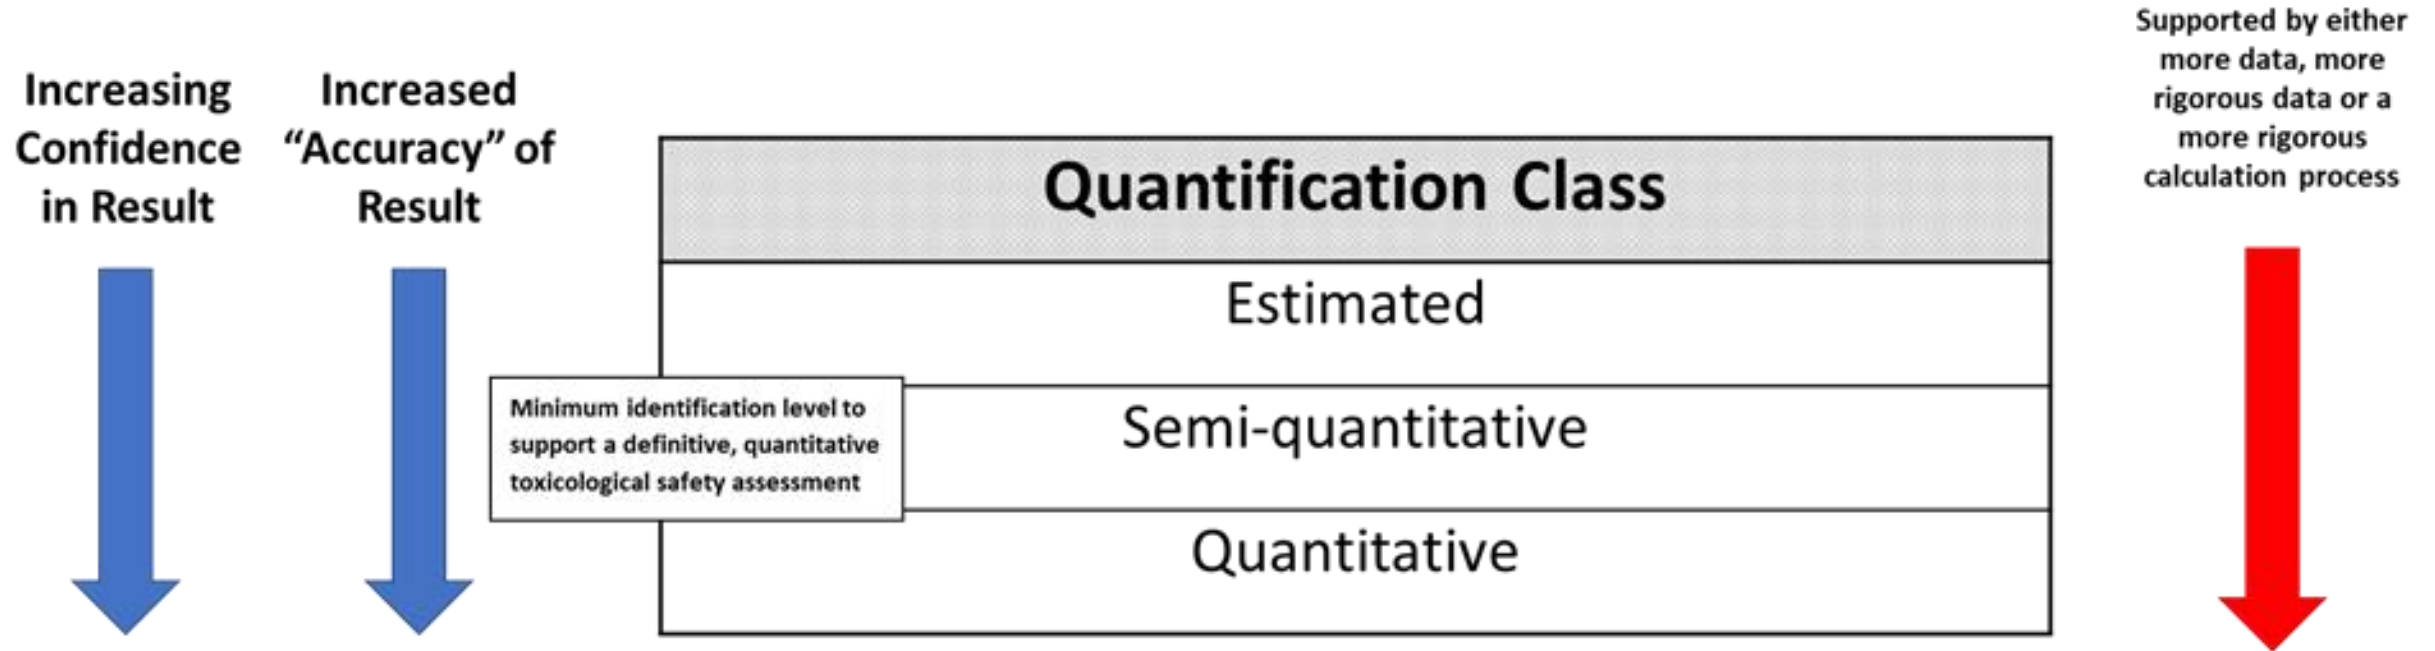 Increasing
Confidence
in Result
Increased
“Accuracy” of
Result
Quantification Class
Estimated
Semi-quantitative
Quantitative
Minimum identification level to
support a definitive, quantitative
toxicological safety assessment
Supported by either
more data, more
rigorous data or a
more rigorous
calculation process